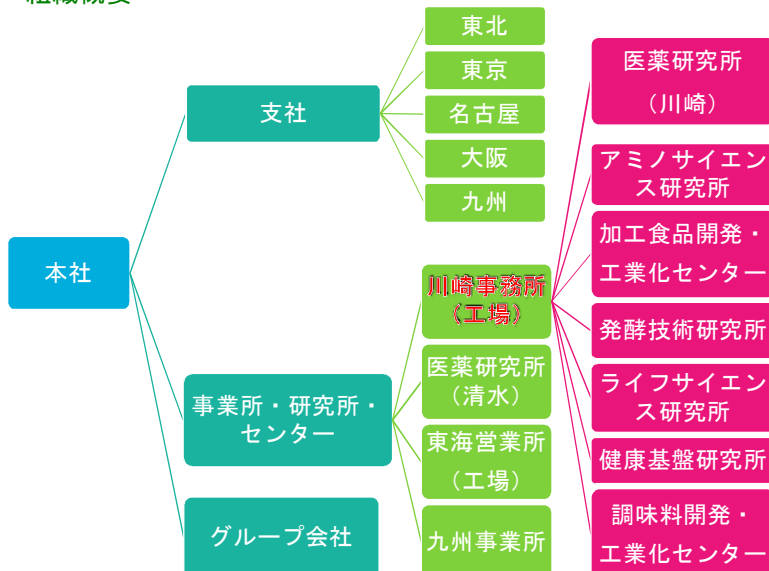 組織概要
本社
支社
事業所・研究所・
センター
グループ会社
東北
東京
名古屋
大阪
九州
川崎事務所
（工場）
医薬研究所
（清水）
東海営業所
（工場）
九州事業所
医薬研究所
（川崎）
アミノサイエン
ス研究所
加工食品開発・
工業化センター
発酵技術研究所
ライフサイエン
ス研究所
健康基盤研究所
調味料開発・
工業化センター